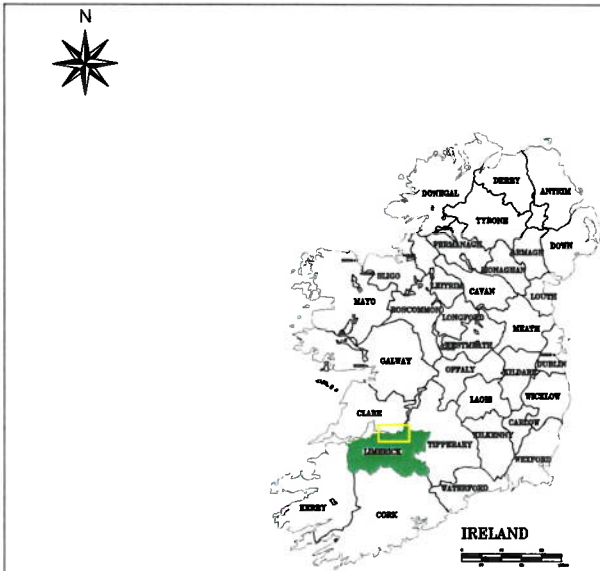 N
DERRY
DONEGAL
ANTRIM
TYRONE
DOWN
FERMANAGH
ARMAGH
MONAGHAN
SLIGO
LEITRIM
CAVAN
MAYO
LOUTH
ROSCOMMON
LONGFORD
MEATH
WESTMEATH
GALWAY
DUBLIN
OFFALY
KILDARE
LAOIS
WICKLOW
CLARE
CARLOW
KILKENNY
TIPPERARY
LIMERICK
WEXFORD
WATERFORD
KERRY
CORK
IRELAND